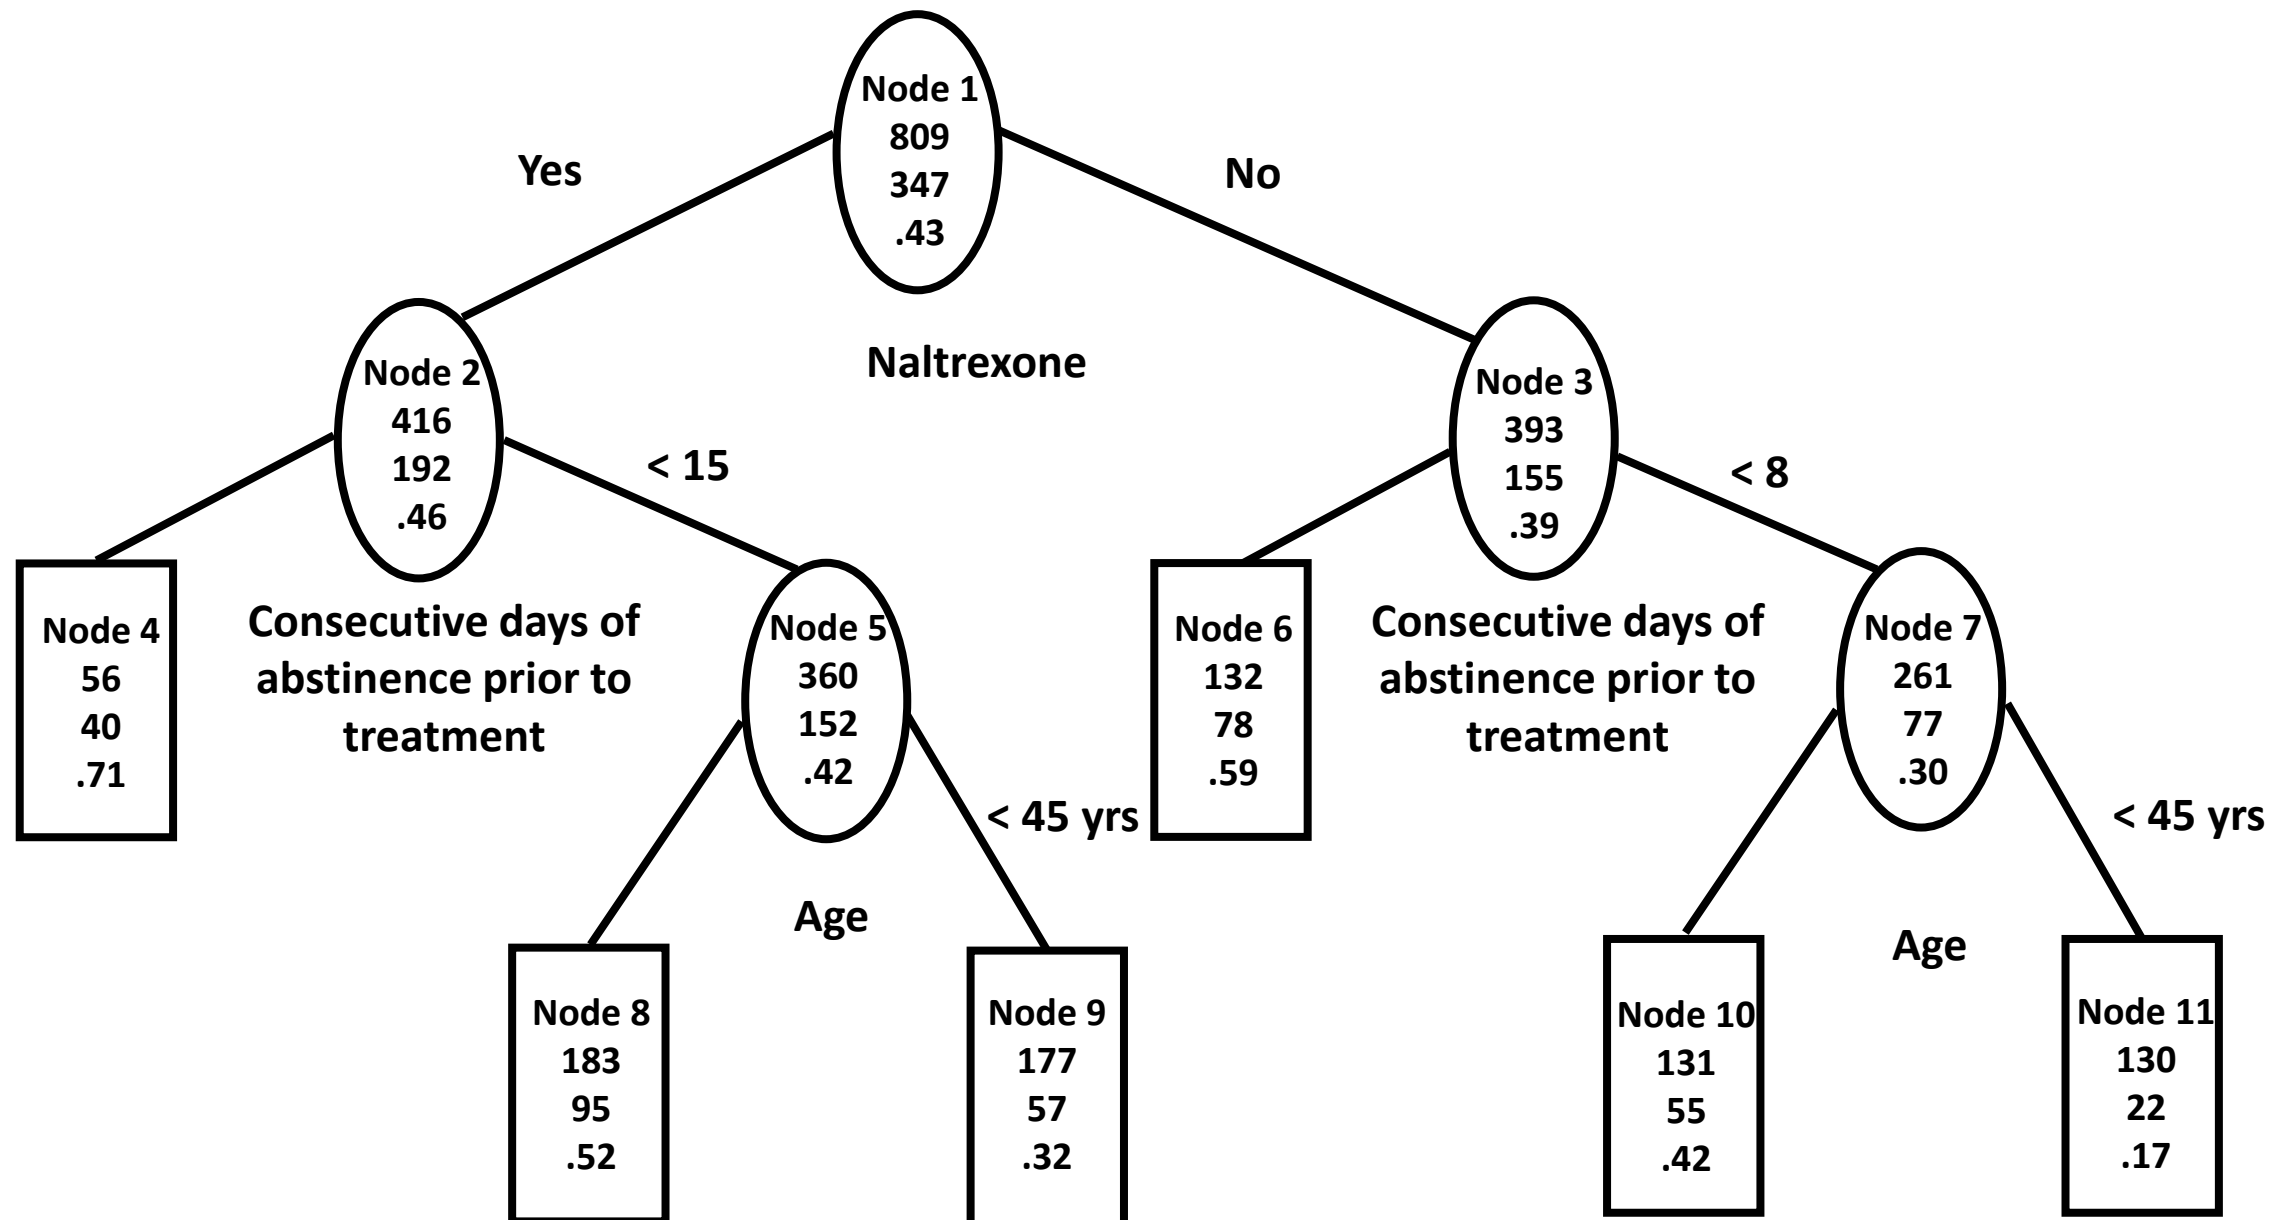 Node 1
809
347
.43
Yes
No
Naltrexone
Node 2
416
192
.46
< 15
Node 3
393
155
.39
< 8
Node 4
56
40
.71
Consecutive days of
abstinence prior to
treatment
Node 5
360
152
.42
< 45 yrs
Node 6
132
78
.59
Consecutive days of
abstinence prior to
treatment
Node 7
261
77
.30
< 45 yrs
Age
Age
Node 8
183
95
.52
Node 9
177
57
.32
Node 10
131
55
.42
Node 11
130
22
.17